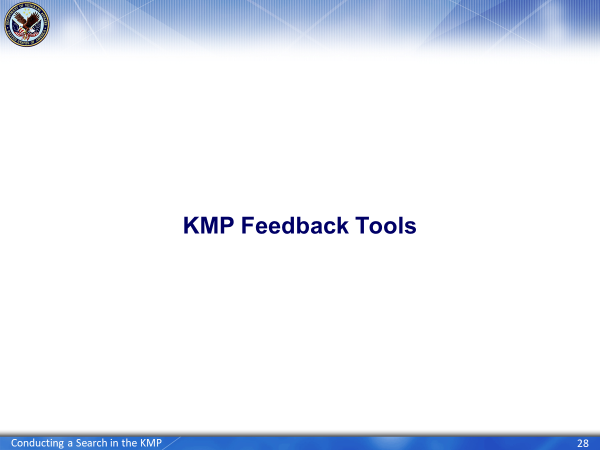 KMP Feedback Tools
Conducting a Search in the KMP
28